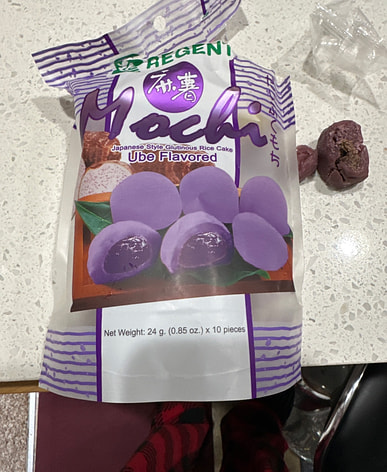 REGENT
麻薯
Mochi
Japanese Style Glutinous Rice Cake
Ube Flavored
Net Weight: 24 g. (0.85 oz.) x 10 pieces